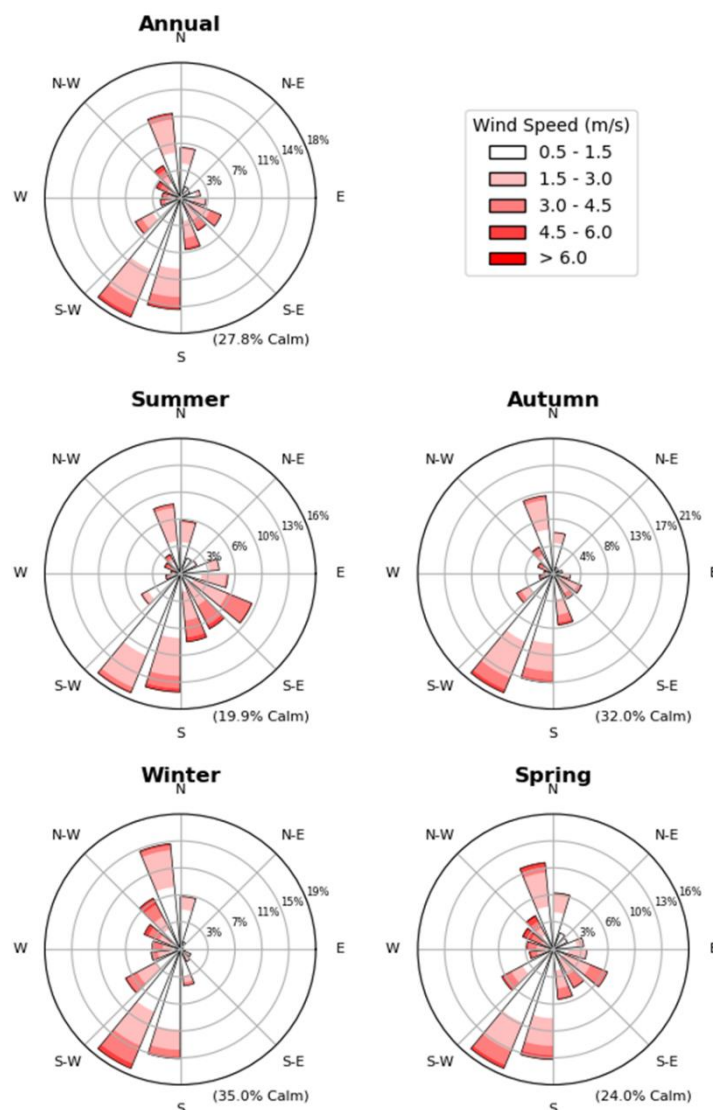 Annual
N
N-W
N-E
W
E
S-W
S-E
S
3%
7%
11%
14%
18%
(27.8% Calm)
Wind Speed (m/s)
0.5 - 1.5
1.5 - 3.0
3.0 - 4.5
4.5 - 6.0
> 6.0
Summer
N
N-W
N-E
W
E
S-W
S-E
S
3%
6%
10%
13%
16%
(19.9% Calm)
Autumn
N
N-W
N-E
W
E
S-W
S-E
S
4%
8%
13%
17%
21%
(32.0% Calm)
Winter
N
N-W
N-E
W
E
S-W
S-E
S
3%
7%
11%
15%
19%
(35.0% Calm)
Spring
N
N-W
N-E
W
E
S-W
S-E
S
3%
6%
10%
13%
16%
(24.0% Calm)